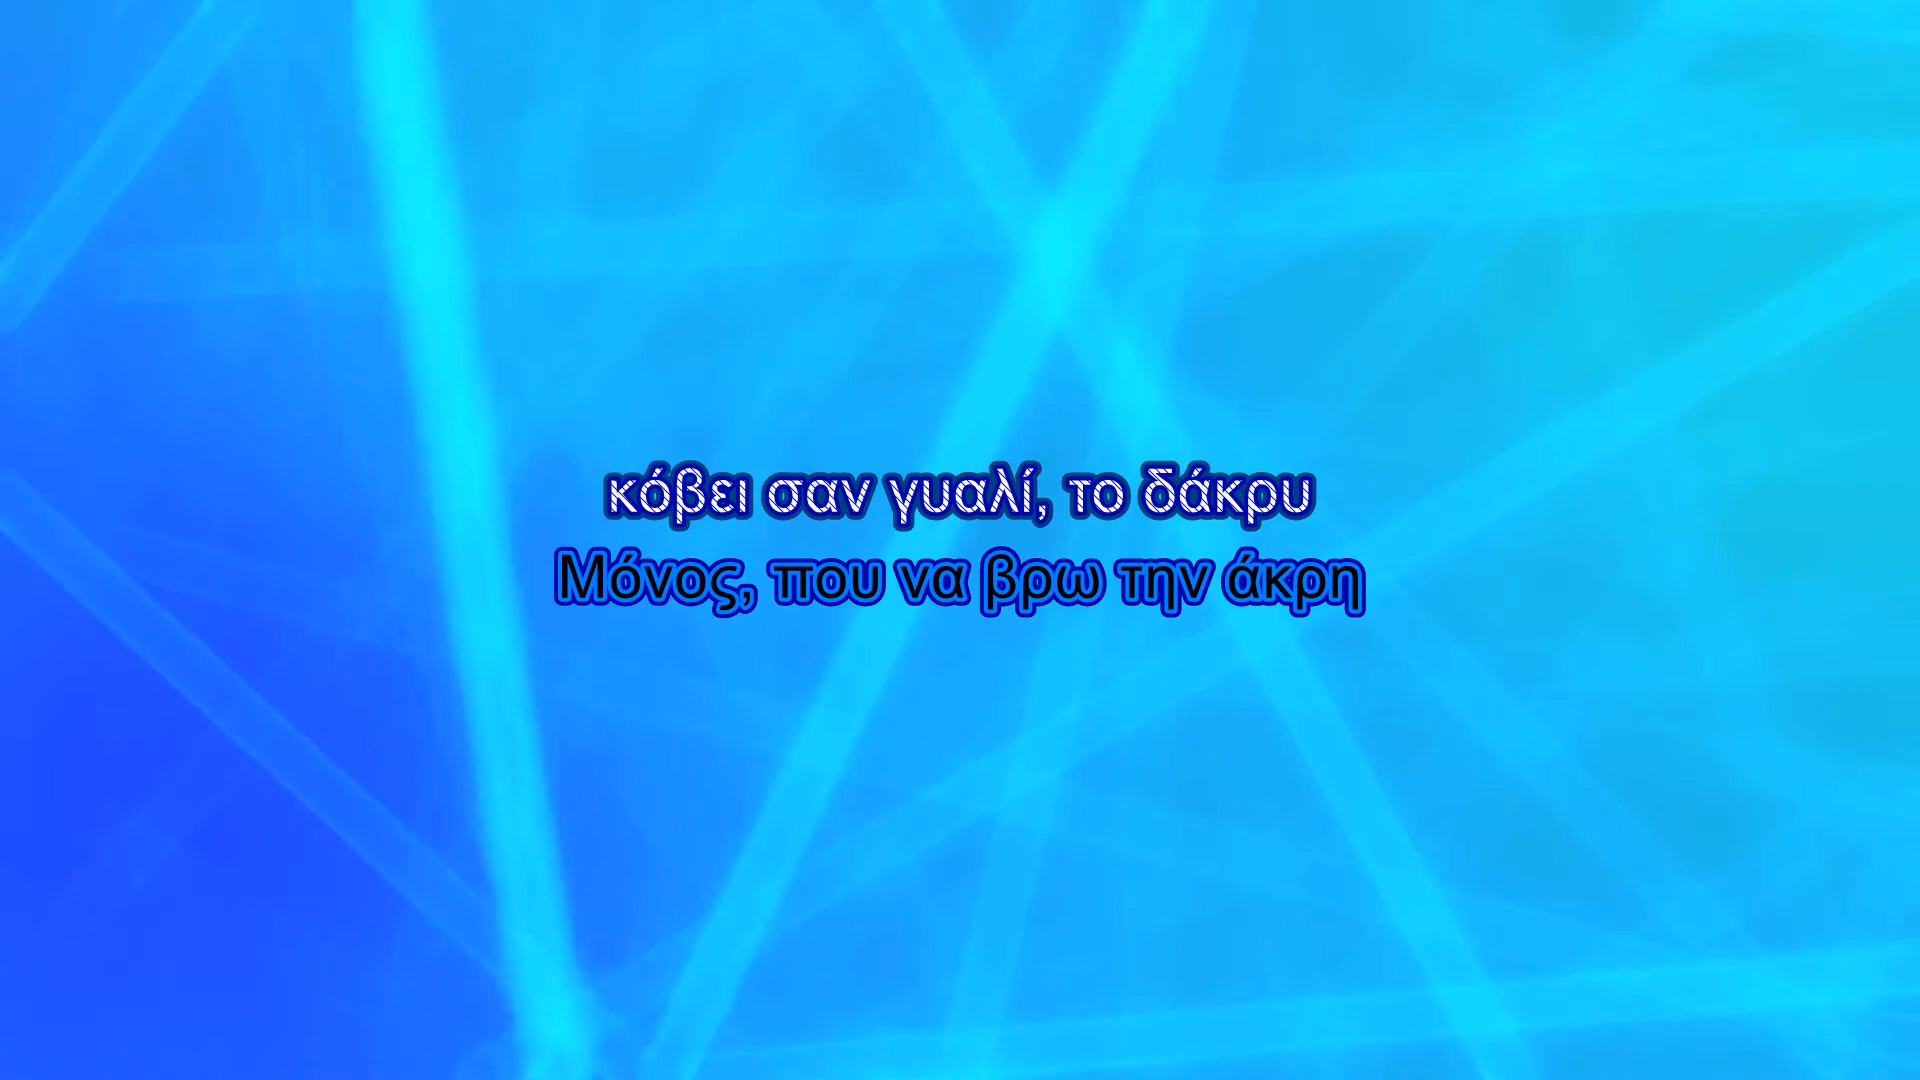 κόβει σαν γυαλί, το δάκρυ
Μόνος, που να βρω την άκρη